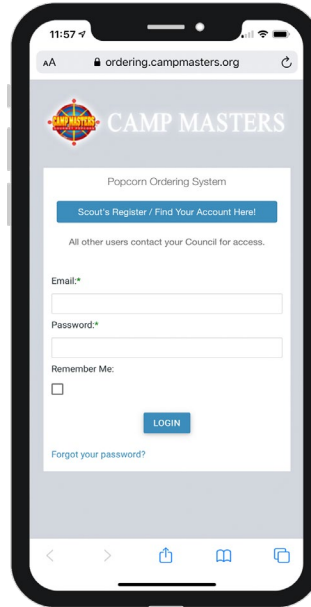 11:57
AA ordering.campmasters.org
CAMP MASTERS
CAMP MASTERS
Popcorn Ordering System
Scout's Register / Find Your Account Here!
All other users contact your Council for access.
Email:*
Password:*
Remember Me:
LOGIN
Forgot your password?